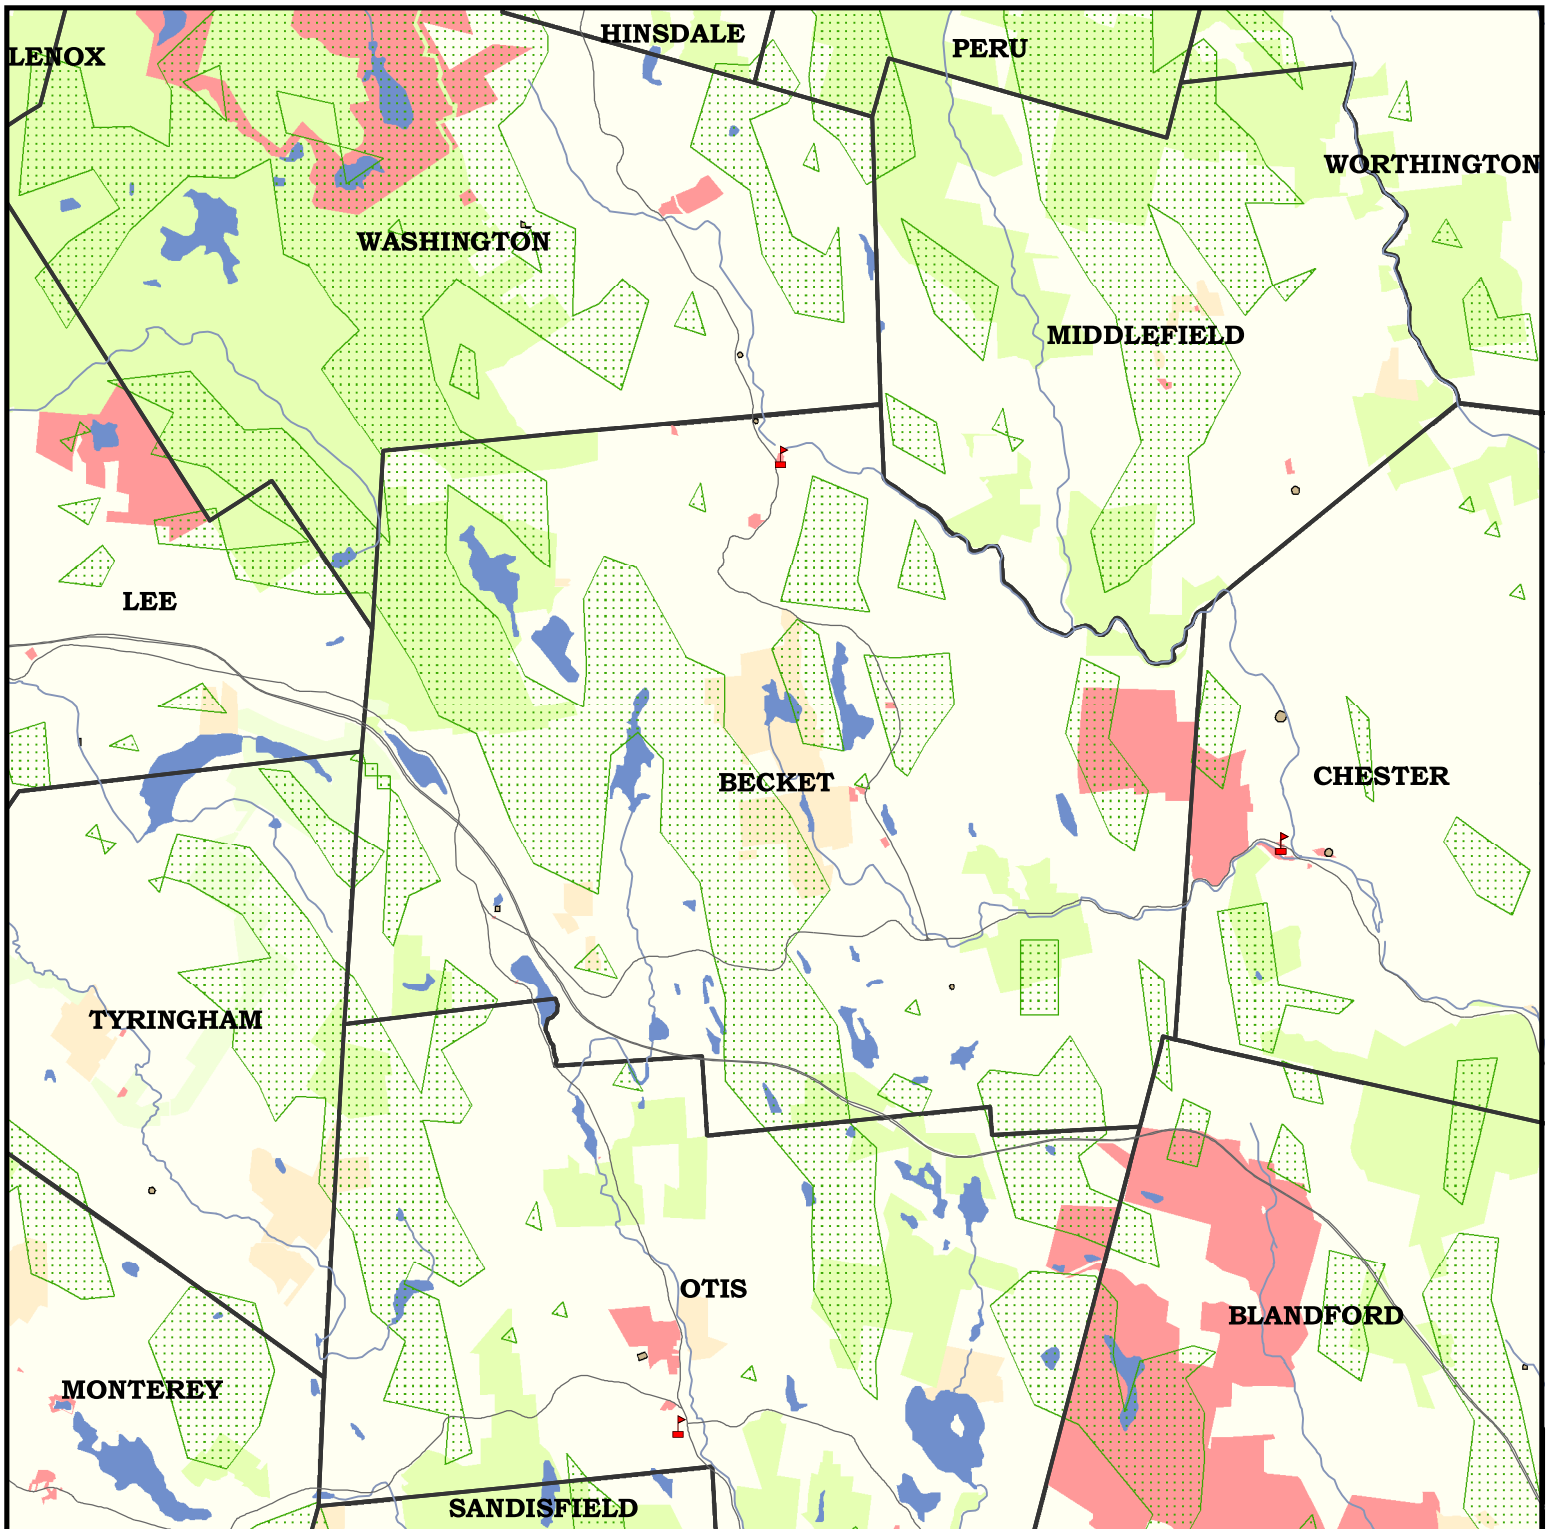 HINSDALE
PERU
LENOX
WORTHINGTON
WASHINGTON
MIDDLEFIELD
LEE
BECKET
CHESTER
TYRINGHAM
OTIS
BLANDFORD
MONTEREY
SANDISFIELD